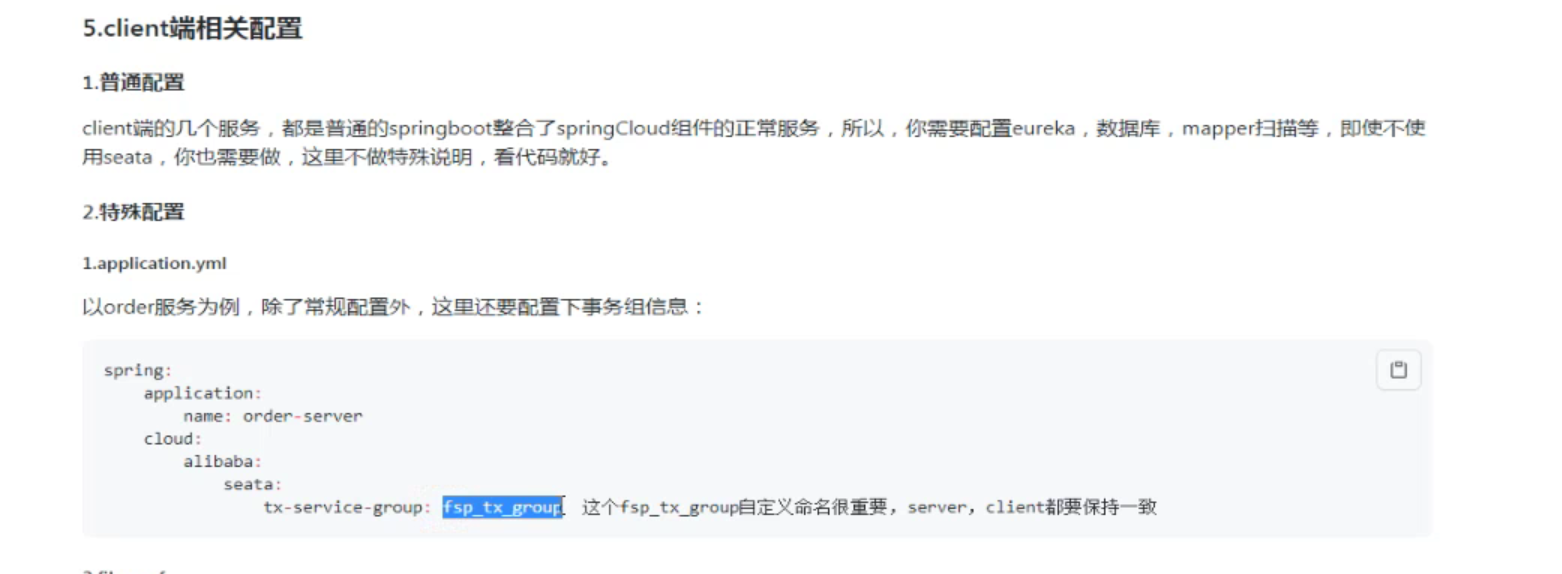 5.client端相关配置
1.普通配置
client端的几个服务，都是普通的springboot整合了springCloud组件的正常服务，所以，你需要配置eureka，数据库，mapper扫描等，即使不使
用seata，你也需要做，这里不做特殊说明，看代码就好。
2.特殊配置
1.application.yml
以order服务为例，除了常规配置外，这里还要配置下事务组信息：
spring:
    application:
        name: order-server
    cloud:
        alibaba:
            seata:
                tx-service-group: fsp_tx_group  这个fsp_tx_group自定义命名很重要，server，client都要保持一致